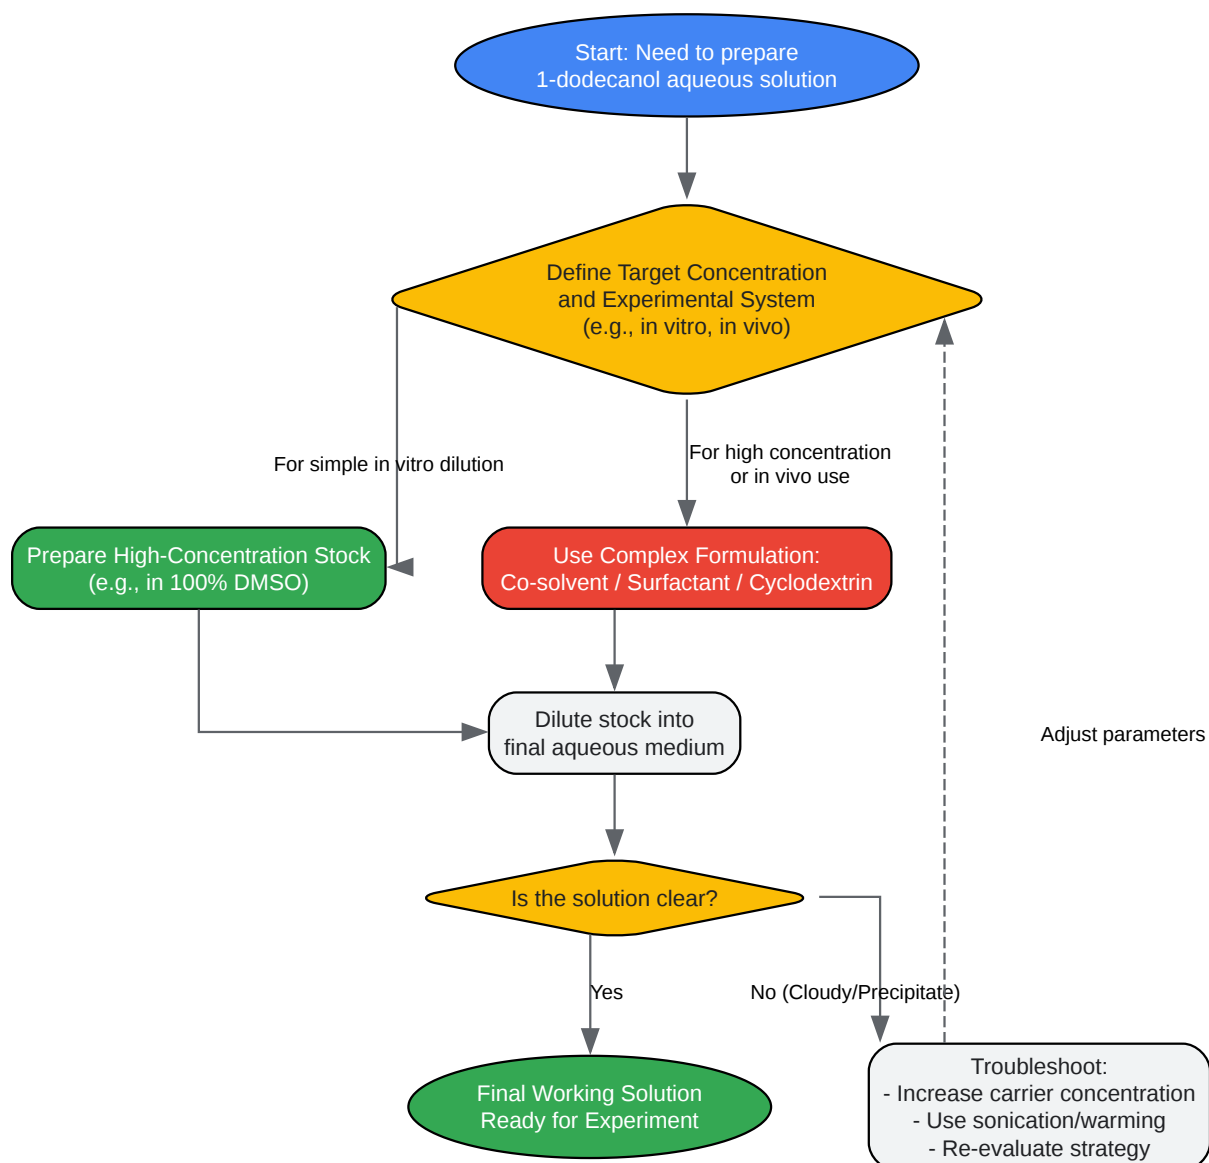 Start: Need to prepare
1-dodecanol aqueous solution
Define Target Concentration
and Experimental System
(e.g., in vitro, in vivo)
For simple in vitro dilution
For high concentration
or in vivo use
Prepare High-Concentration Stock
(e.g., in 100% DMSO)
Use Complex Formulation:
Co-solvent / Surfactant / Cyclodextrin
Dilute stock into
final aqueous medium
Adjust parameters
Is the solution clear?
Yes
No (Cloudy/Precipitate)
Final Working Solution
Ready for Experiment
Troubleshoot:
- Increase carrier concentration
- Use sonication/warming
- Re-evaluate strategy